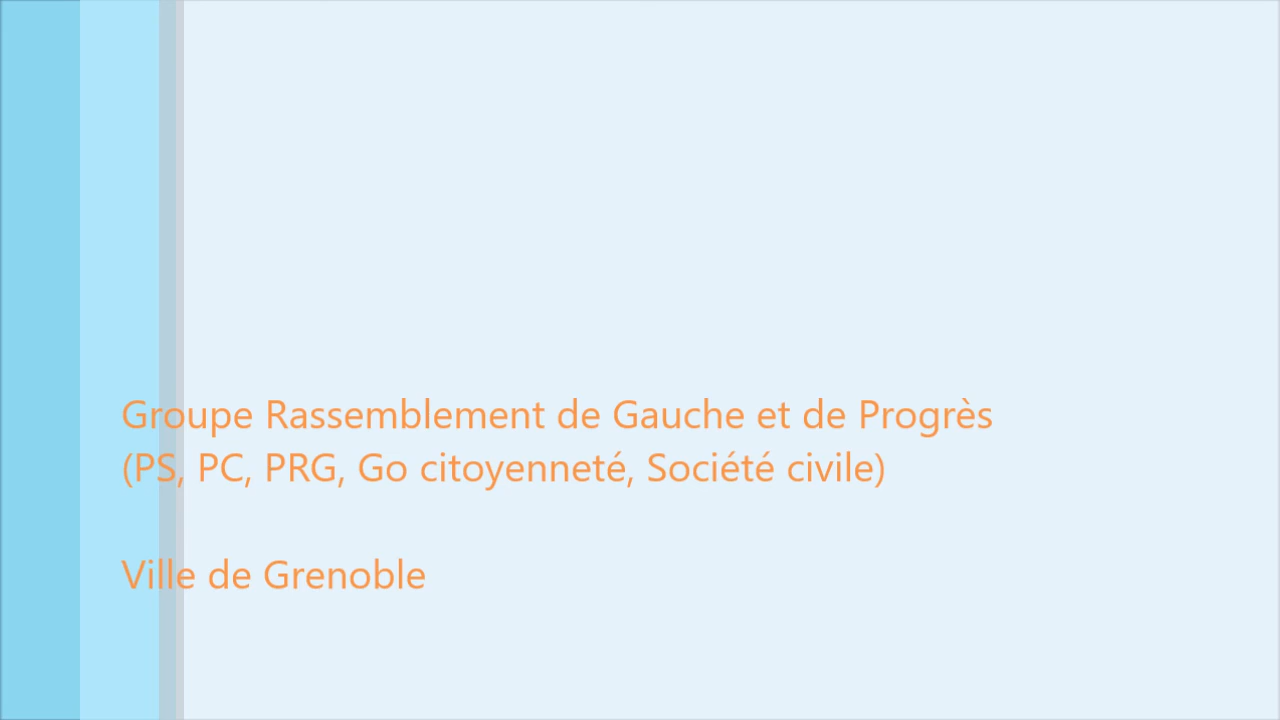 Groupe Rassemblement de Gauche et de Progrès
(PS, PC, PRG, Go citoyenneté, Société civile)
Ville de Grenoble